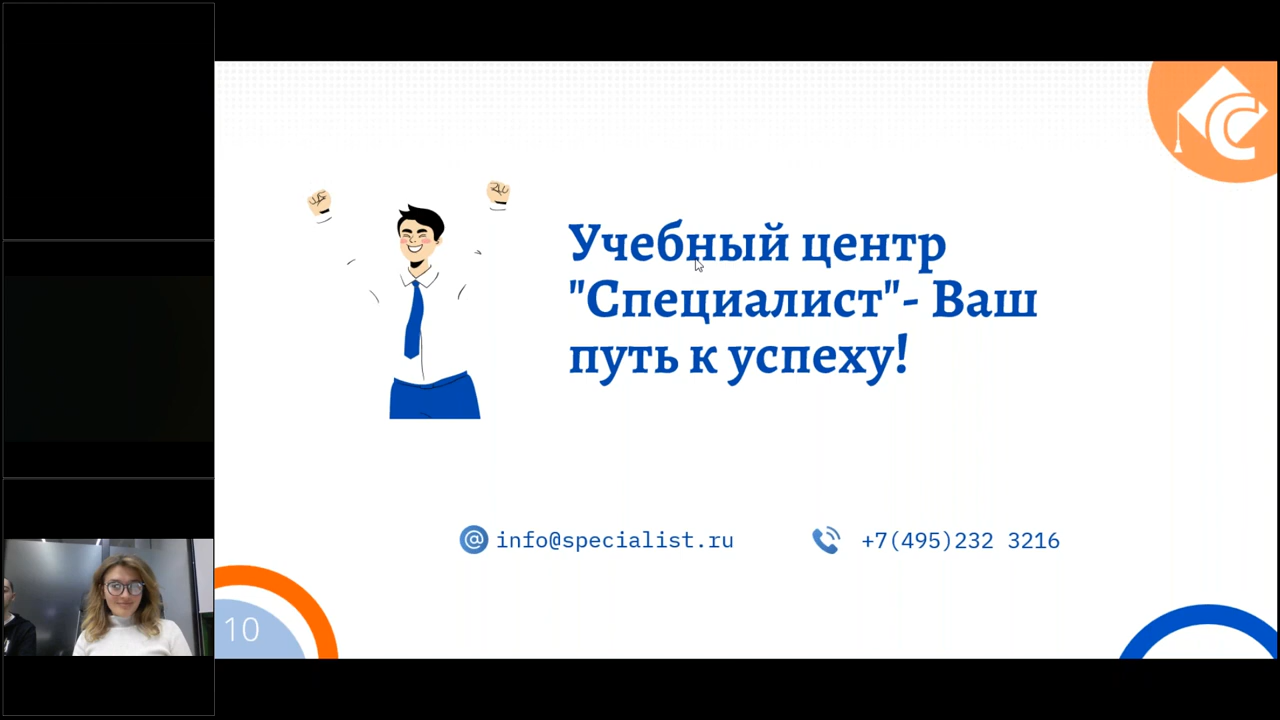 Учебный центр
"Специалист"- Ваш
путь к успеху!
info@specialist.ru
+7(495)232 3216
10